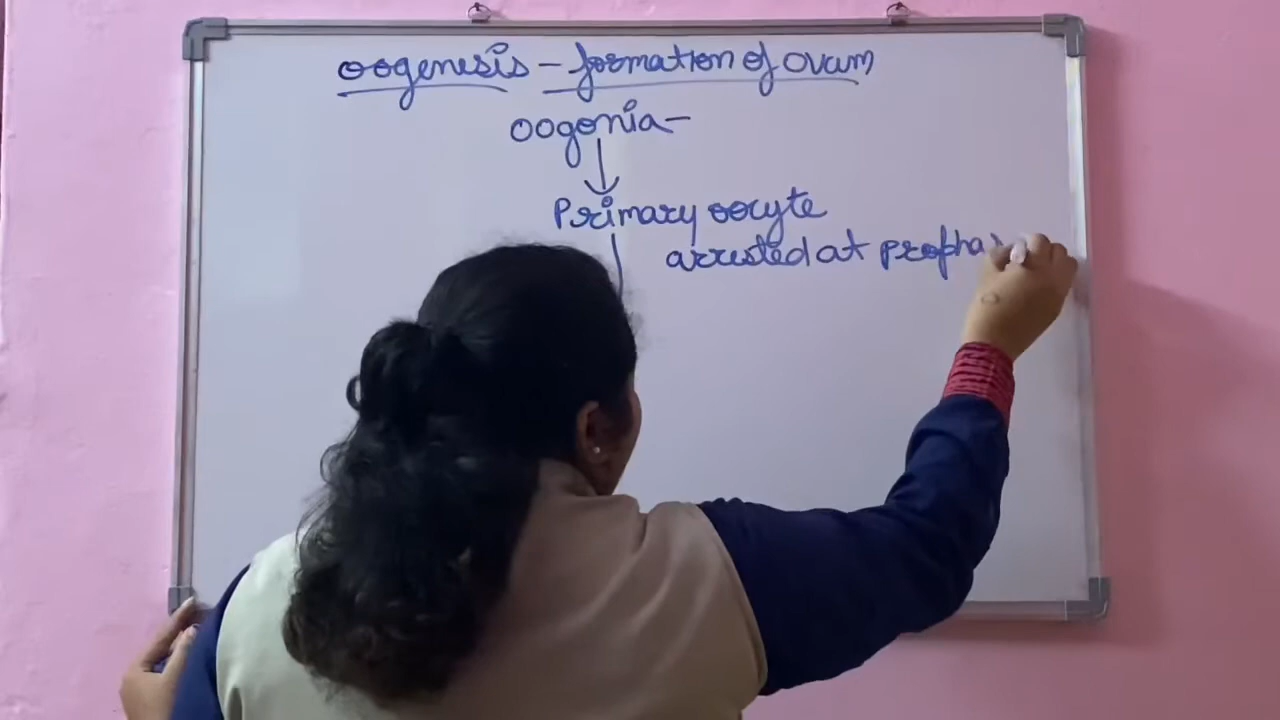 oogenesis - formation of ovum
oogonia -
Primary oocyte
arrested at propha